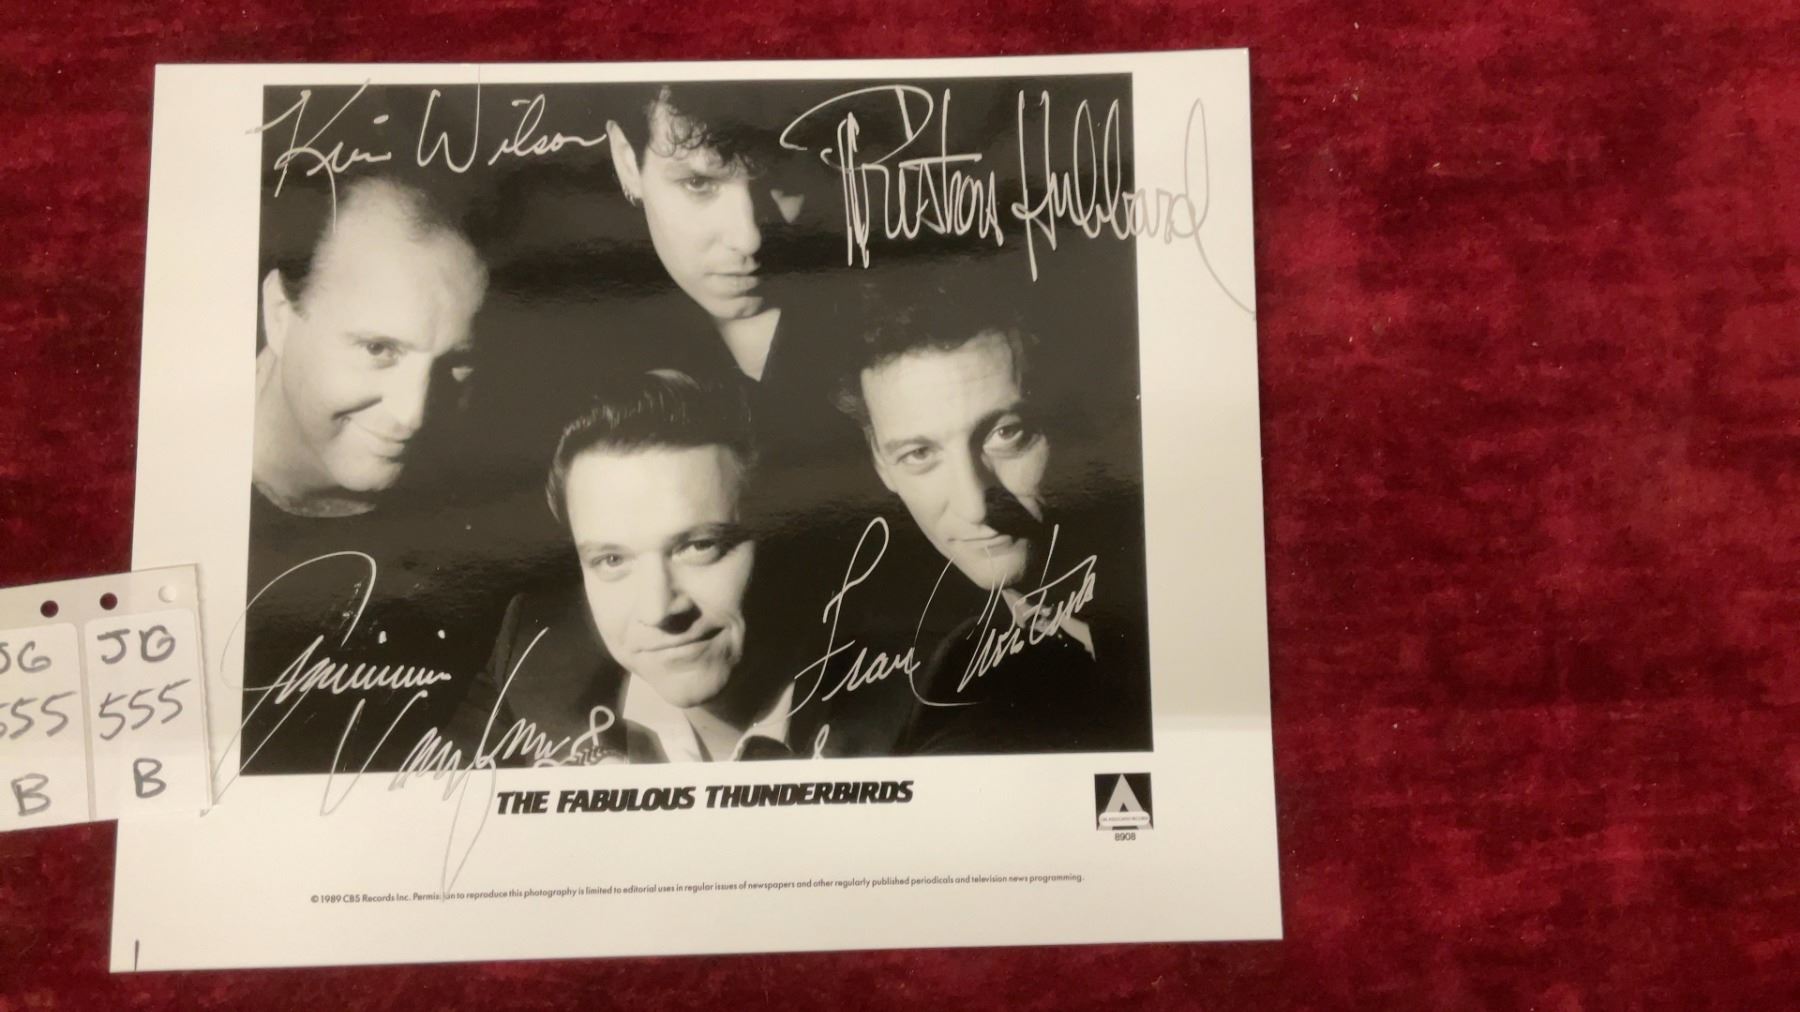 Kim Wilson
Preston Hubbard
Jimmie
Vaughan
Fran Christina
JG
555
B
JG
555
B
THE FABULOUS THUNDERBIRDS
8908
© 1989 CBS Records Inc. Permission to reproduce this photography is limited to editorial uses in regular issues of newspapers and other regularly published periodicals and television news programming.